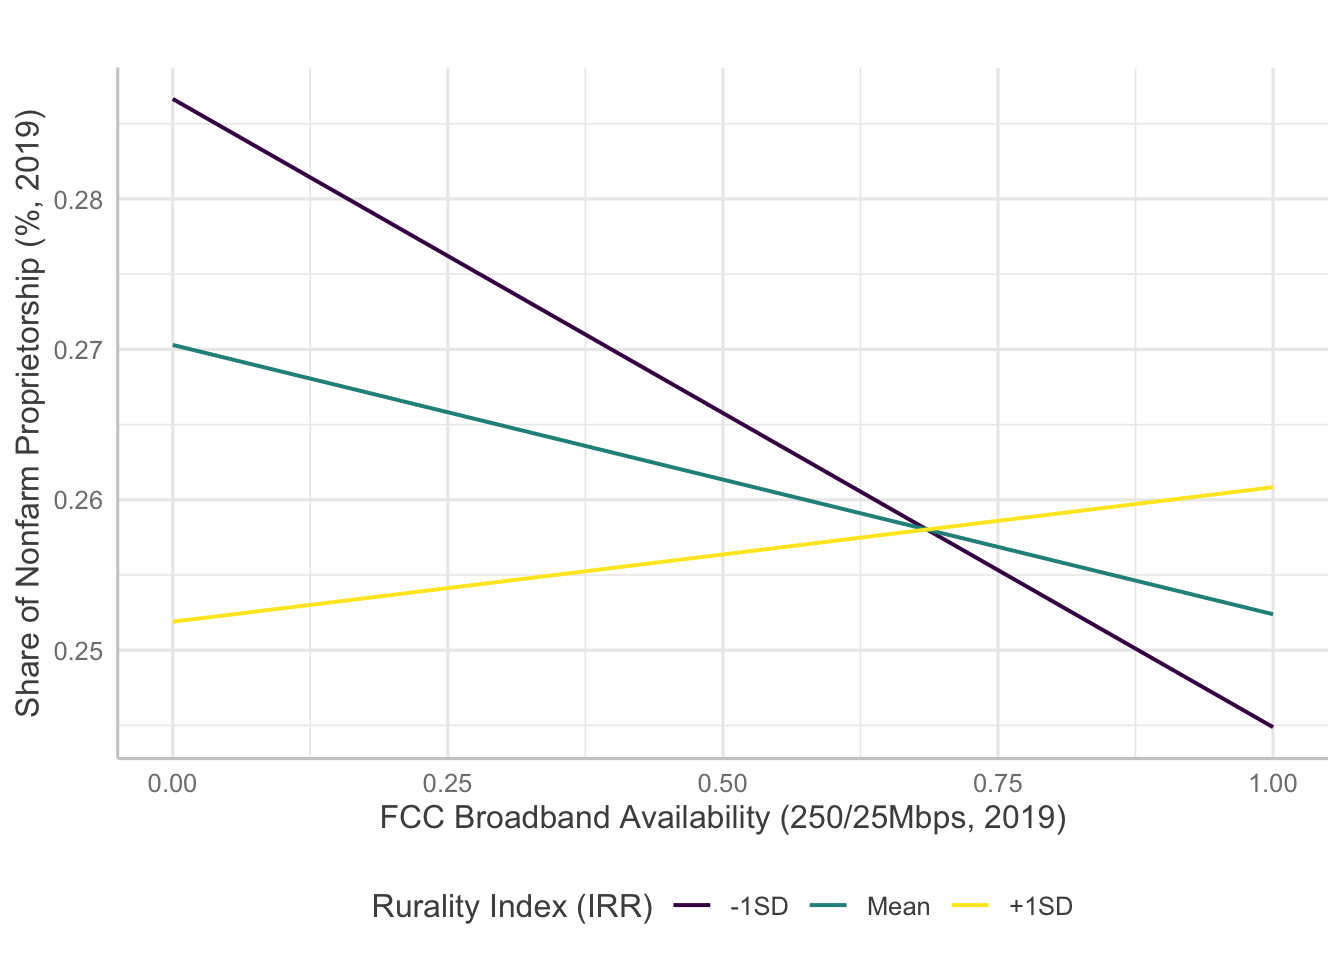 Share of Nonfarm Proprietorship (%, 2019)
0.28
0.27
0.26
0.25
0.00 0.25 0.50 0.75 1.00
FCC Broadband Availability (250/25Mbps, 2019)
Rurality Index (IRR) -1SD Mean +1SD